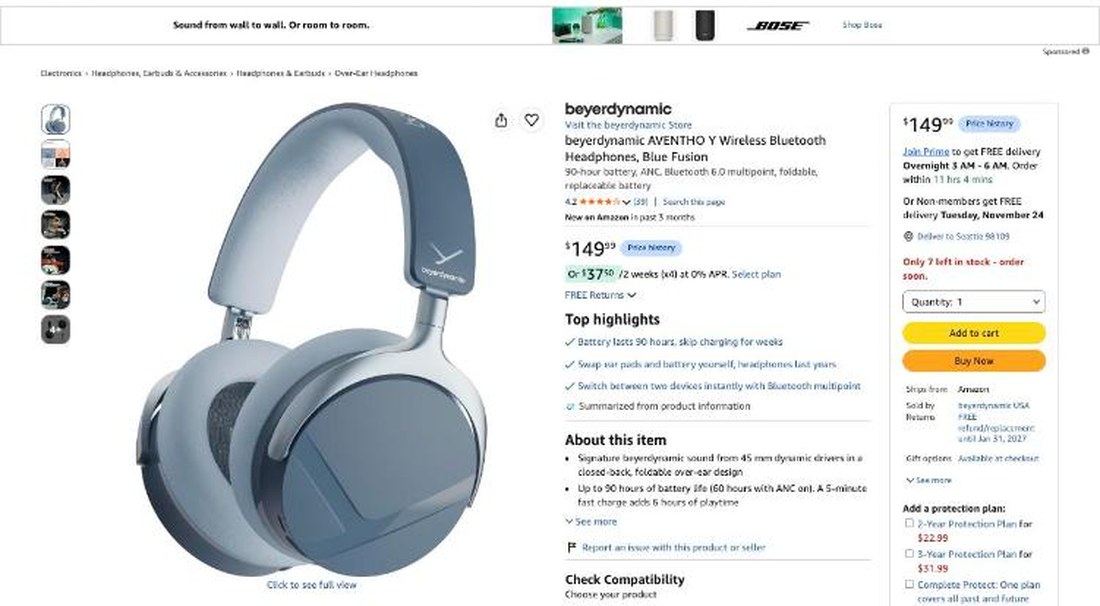 Sound from wall to wall. Or room to room.
BOSE
Shop Bose
Sponsored
Electronics › Headphones, Earbuds & Accessories › Headphones & Earbuds › Over-Ear Headphones
4+
beyerdynamic
Click to see full view
beyerdynamic
Visit the beyerdynamic Store
beyerdynamic AVENTHO Y Wireless Bluetooth
Headphones, Blue Fusion
90-hour battery, ANC, Bluetooth 6.0 multipoint, foldable,
replaceable battery
4.2 (39) | Search this page
New on Amazon in past 3 months
$149.99 Price history
Or $37.50 /2 weeks (x4) at 0% APR. Select plan
FREE Returns
Top highlights
Battery lasts 90 hours, skip charging for weeks
Swap ear pads and battery yourself, headphones last years
Switch between two devices instantly with Bluetooth multipoint
Summarized from product information
About this item
• Signature beyerdynamic sound from 45 mm dynamic drivers in a
closed-back, foldable over-ear design
• Up to 90 hours of battery life (60 hours with ANC on). A 5-minute
fast charge adds 6 hours of playtime
See more
Report an issue with this product or seller
Check Compatibility
Choose your product
$149.99 Price history
Join Prime to get FREE delivery
Overnight 3 AM - 6 AM. Order
within 11 hrs 4 mins
Or Non-members get FREE
delivery Tuesday, November 24
Deliver to Seattle 98109
Only 7 left in stock - order
soon.
Quantity: 1
Add to cart
Buy Now
Ships from Amazon
Sold by beyerdynamic USA
Returns FREE
refund/replacement
until Jan 31, 2027
Gift options Available at checkout
See more
Add a protection plan:
2-Year Protection Plan for
$22.99
3-Year Protection Plan for
$31.99
Complete Protect: One plan
covers all past and future